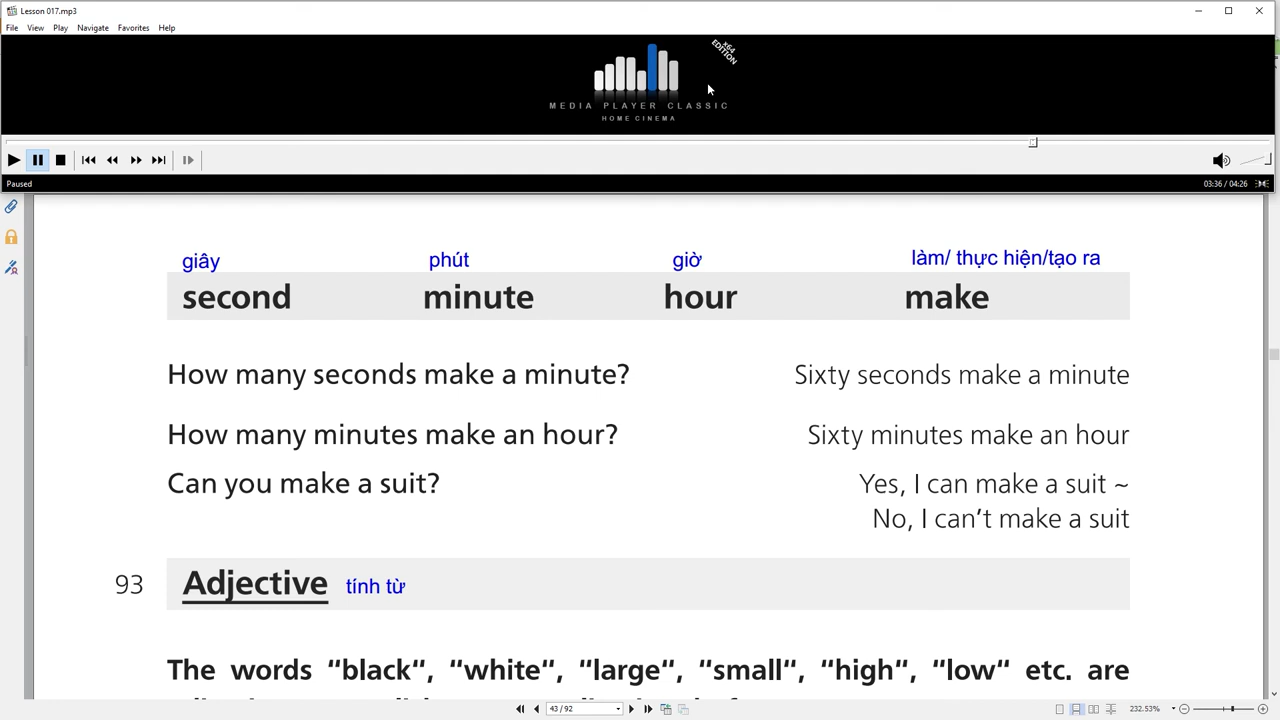 Lesson 017.mp3
File View Play Navigate Favorites Help
x64 EDITION
MEDIA PLAYER CLASSIC
HOME CINEMA
Paused 03:36 / 04:26
giây phút giờ làm/ thực hiện/tạo ra
second minute hour make
How many seconds make a minute? Sixty seconds make a minute
How many minutes make an hour? Sixty minutes make an hour
Can you make a suit? Yes, I can make a suit ~
No, I can't make a suit
93 Adjective tính từ
The words “black“, “white“, “large“, “small“, “high“, “low“ etc. are
43 / 92 232.53%